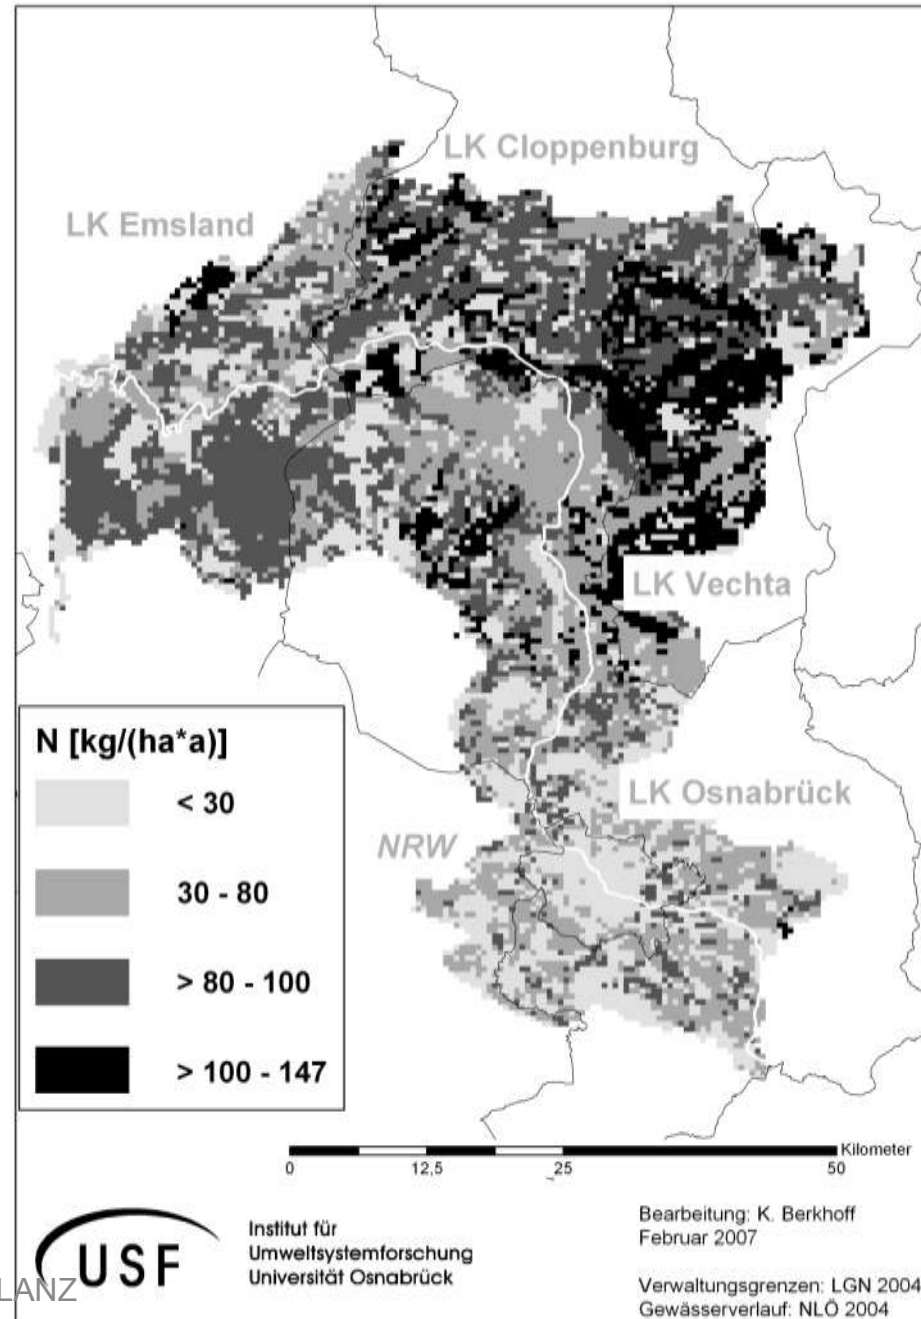 LK Cloppenburg
LK Emsland
LK Vechta
N [kg/(ha*a)]
< 30
30 - 80
> 80 - 100
> 100 - 147
LK Osnabrück
NRW
Kilometer
0 12,5 25 50
USF
Institut für
Umweltsystemforschung
Universität Osnabrück
Bearbeitung: K. Berkhoff
Februar 2007
Verwaltungsgrenzen: LGN 2004
Gewässerverlauf: NLÖ 2004
LANZ